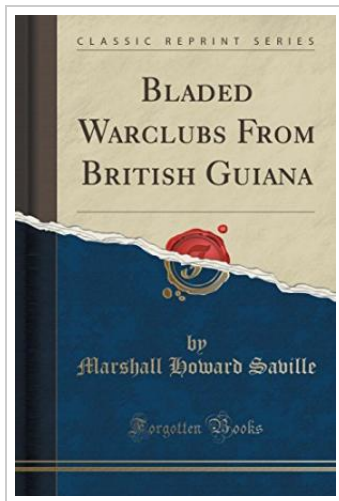 CLASSIC REPRINT SERIES
BLADED
WARCLUBS FROM
BRITISH GUIANA
by
Marshall Howard Saville
Forgotten Books